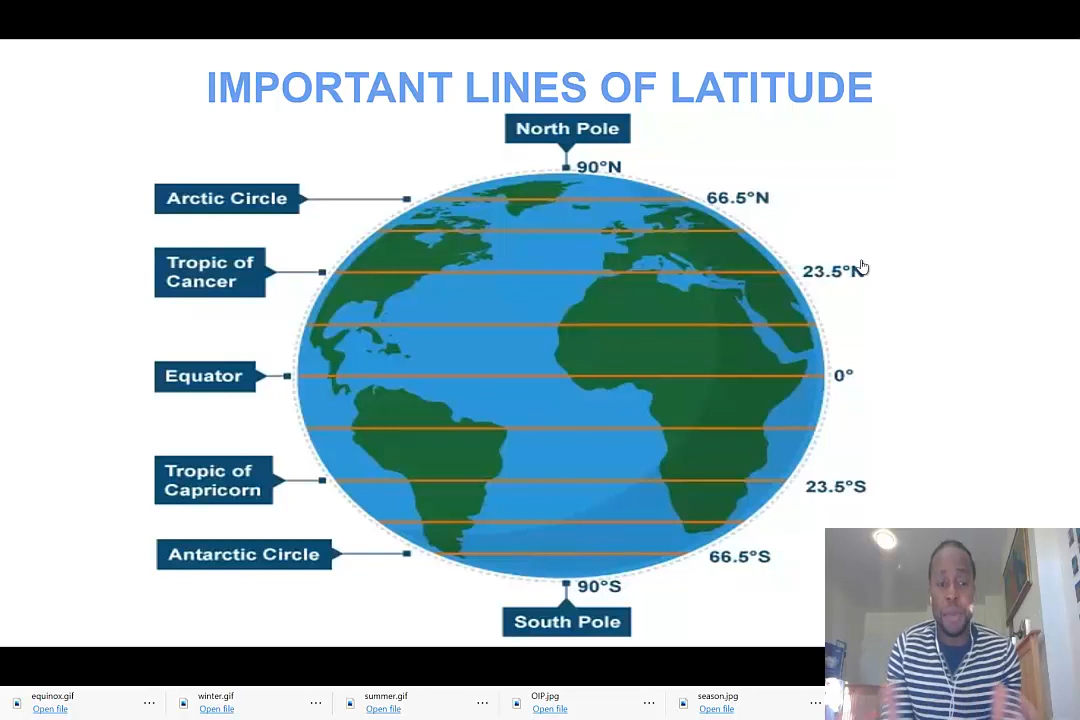 IMPORTANT LINES OF LATITUDE
North Pole
90°N
Arctic Circle
66.5°N
Tropic of
Cancer
23.5°N
Equator
0°
Tropic of
Capricorn
23.5°S
Antarctic Circle
66.5°S
90°S
South Pole
equinox.gif
Open file
winter.gif
Open file
summer.gif
Open file
OIP.jpg
Open file
season.jpg
Open file